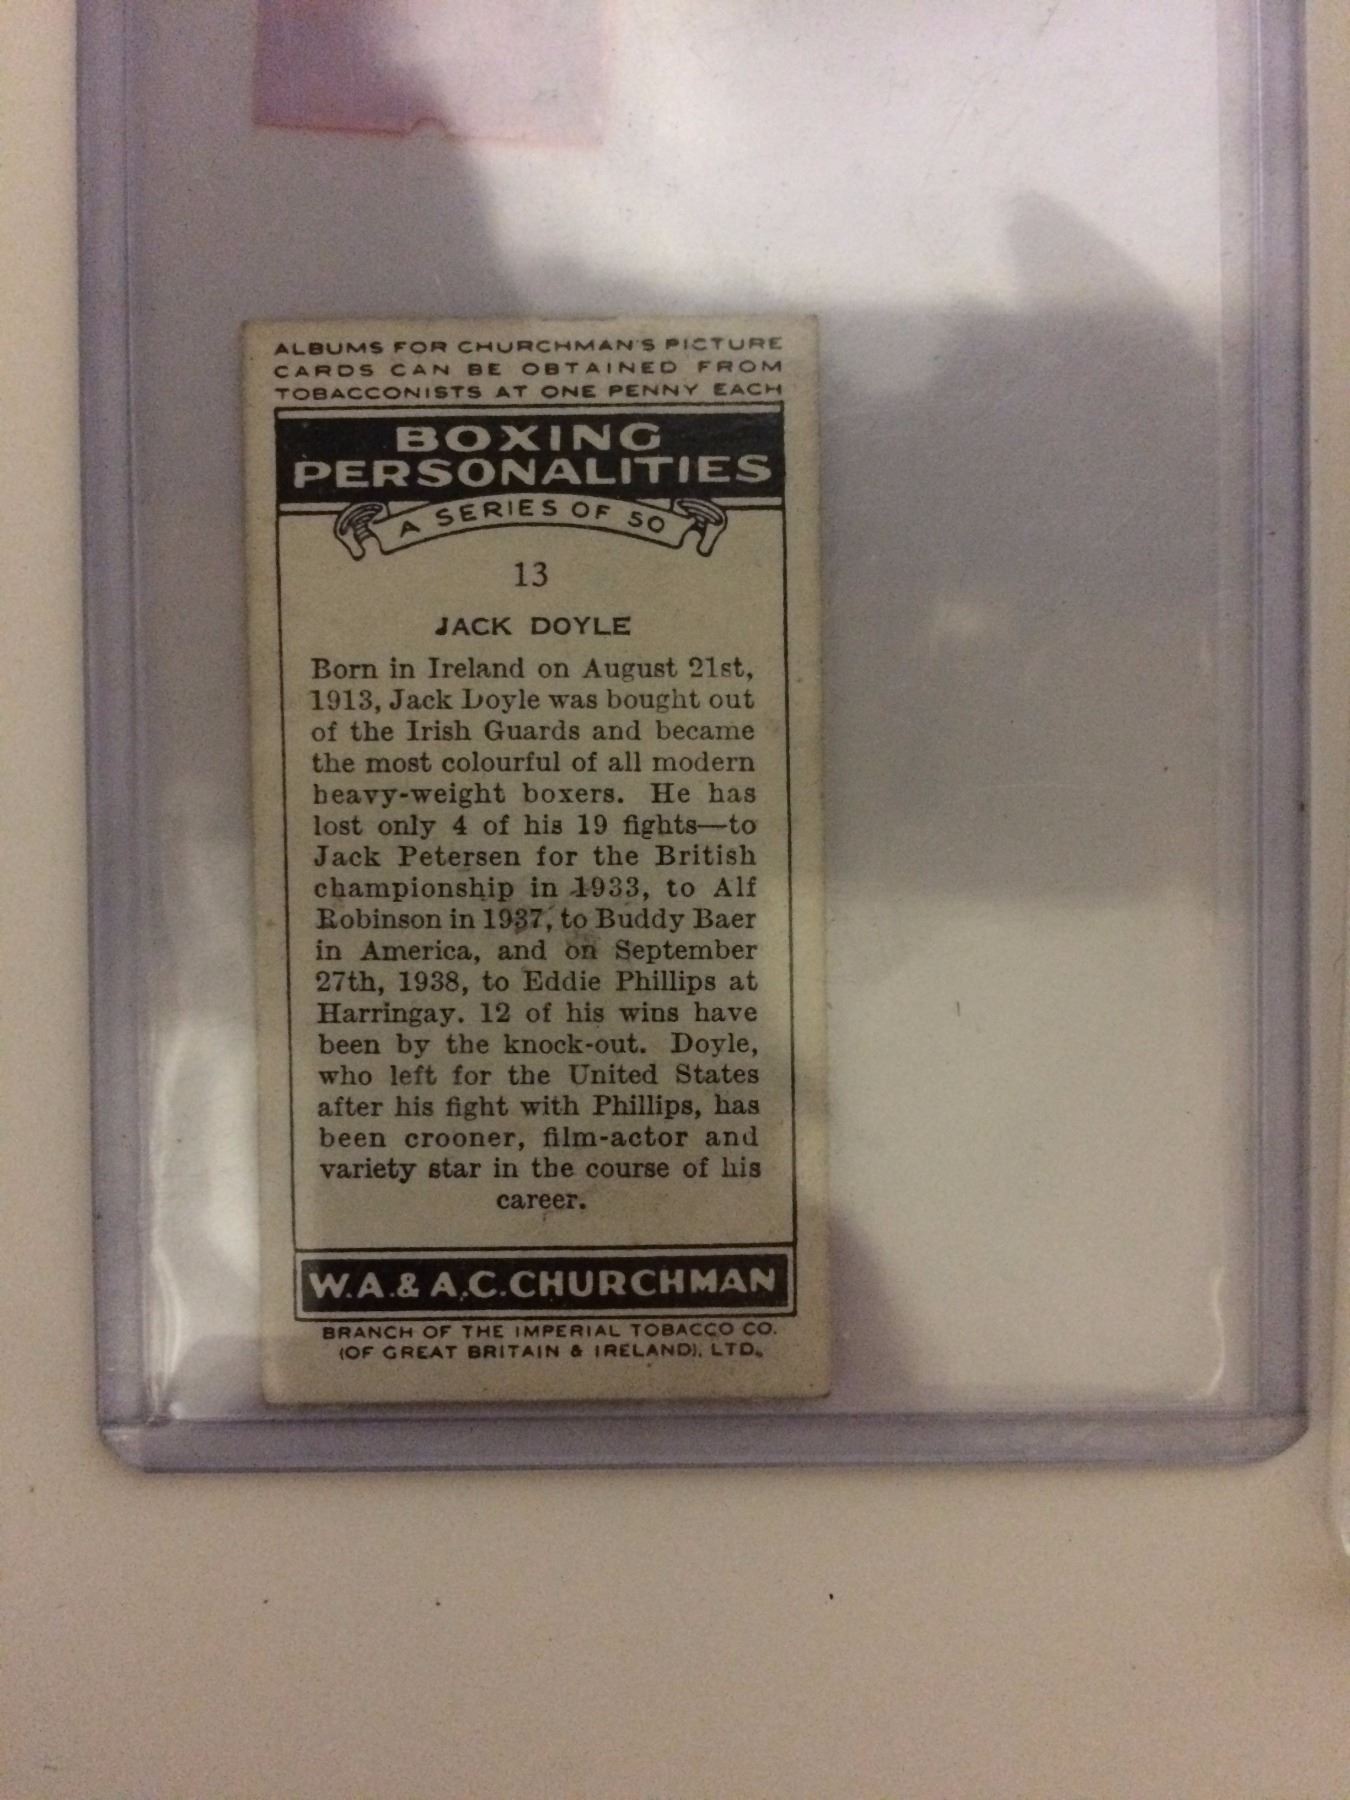 ALBUMS FOR CHURCHMAN'S PICTURE
CARDS CAN BE OBTAINED FROM
TOBACCONISTS AT ONE PENNY EACH
BOXING
PERSONALITIES
A SERIES OF 50
13
JACK DOYLE
Born in Ireland on August 21st,
1913, Jack Doyle was bought out
of the Irish Guards and became
the most colourful of all modern
heavy-weight boxers. He has
lost only 4 of his 19 fights—to
Jack Petersen for the British
championship in 1933, to Alf
Robinson in 1937, to Buddy Baer
in America, and on September
27th, 1938, to Eddie Phillips at
Harringay. 12 of his wins have
been by the knock-out. Doyle,
who left for the United States
after his fight with Phillips, has
been crooner, film-actor and
variety star in the course of his
career.
W.A. & A.C. CHURCHMAN
BRANCH OF THE IMPERIAL TOBACCO CO.
(OF GREAT BRITAIN & IRELAND), LTD.